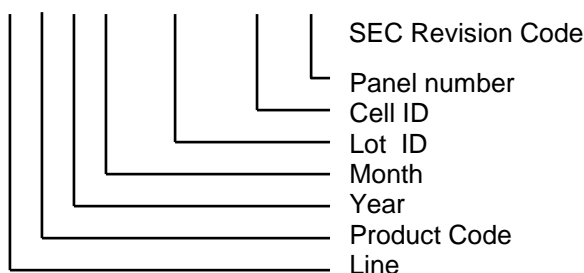 SEC Revision Code
Panel number
Cell ID
Lot ID
Month
Year
Product Code
Line